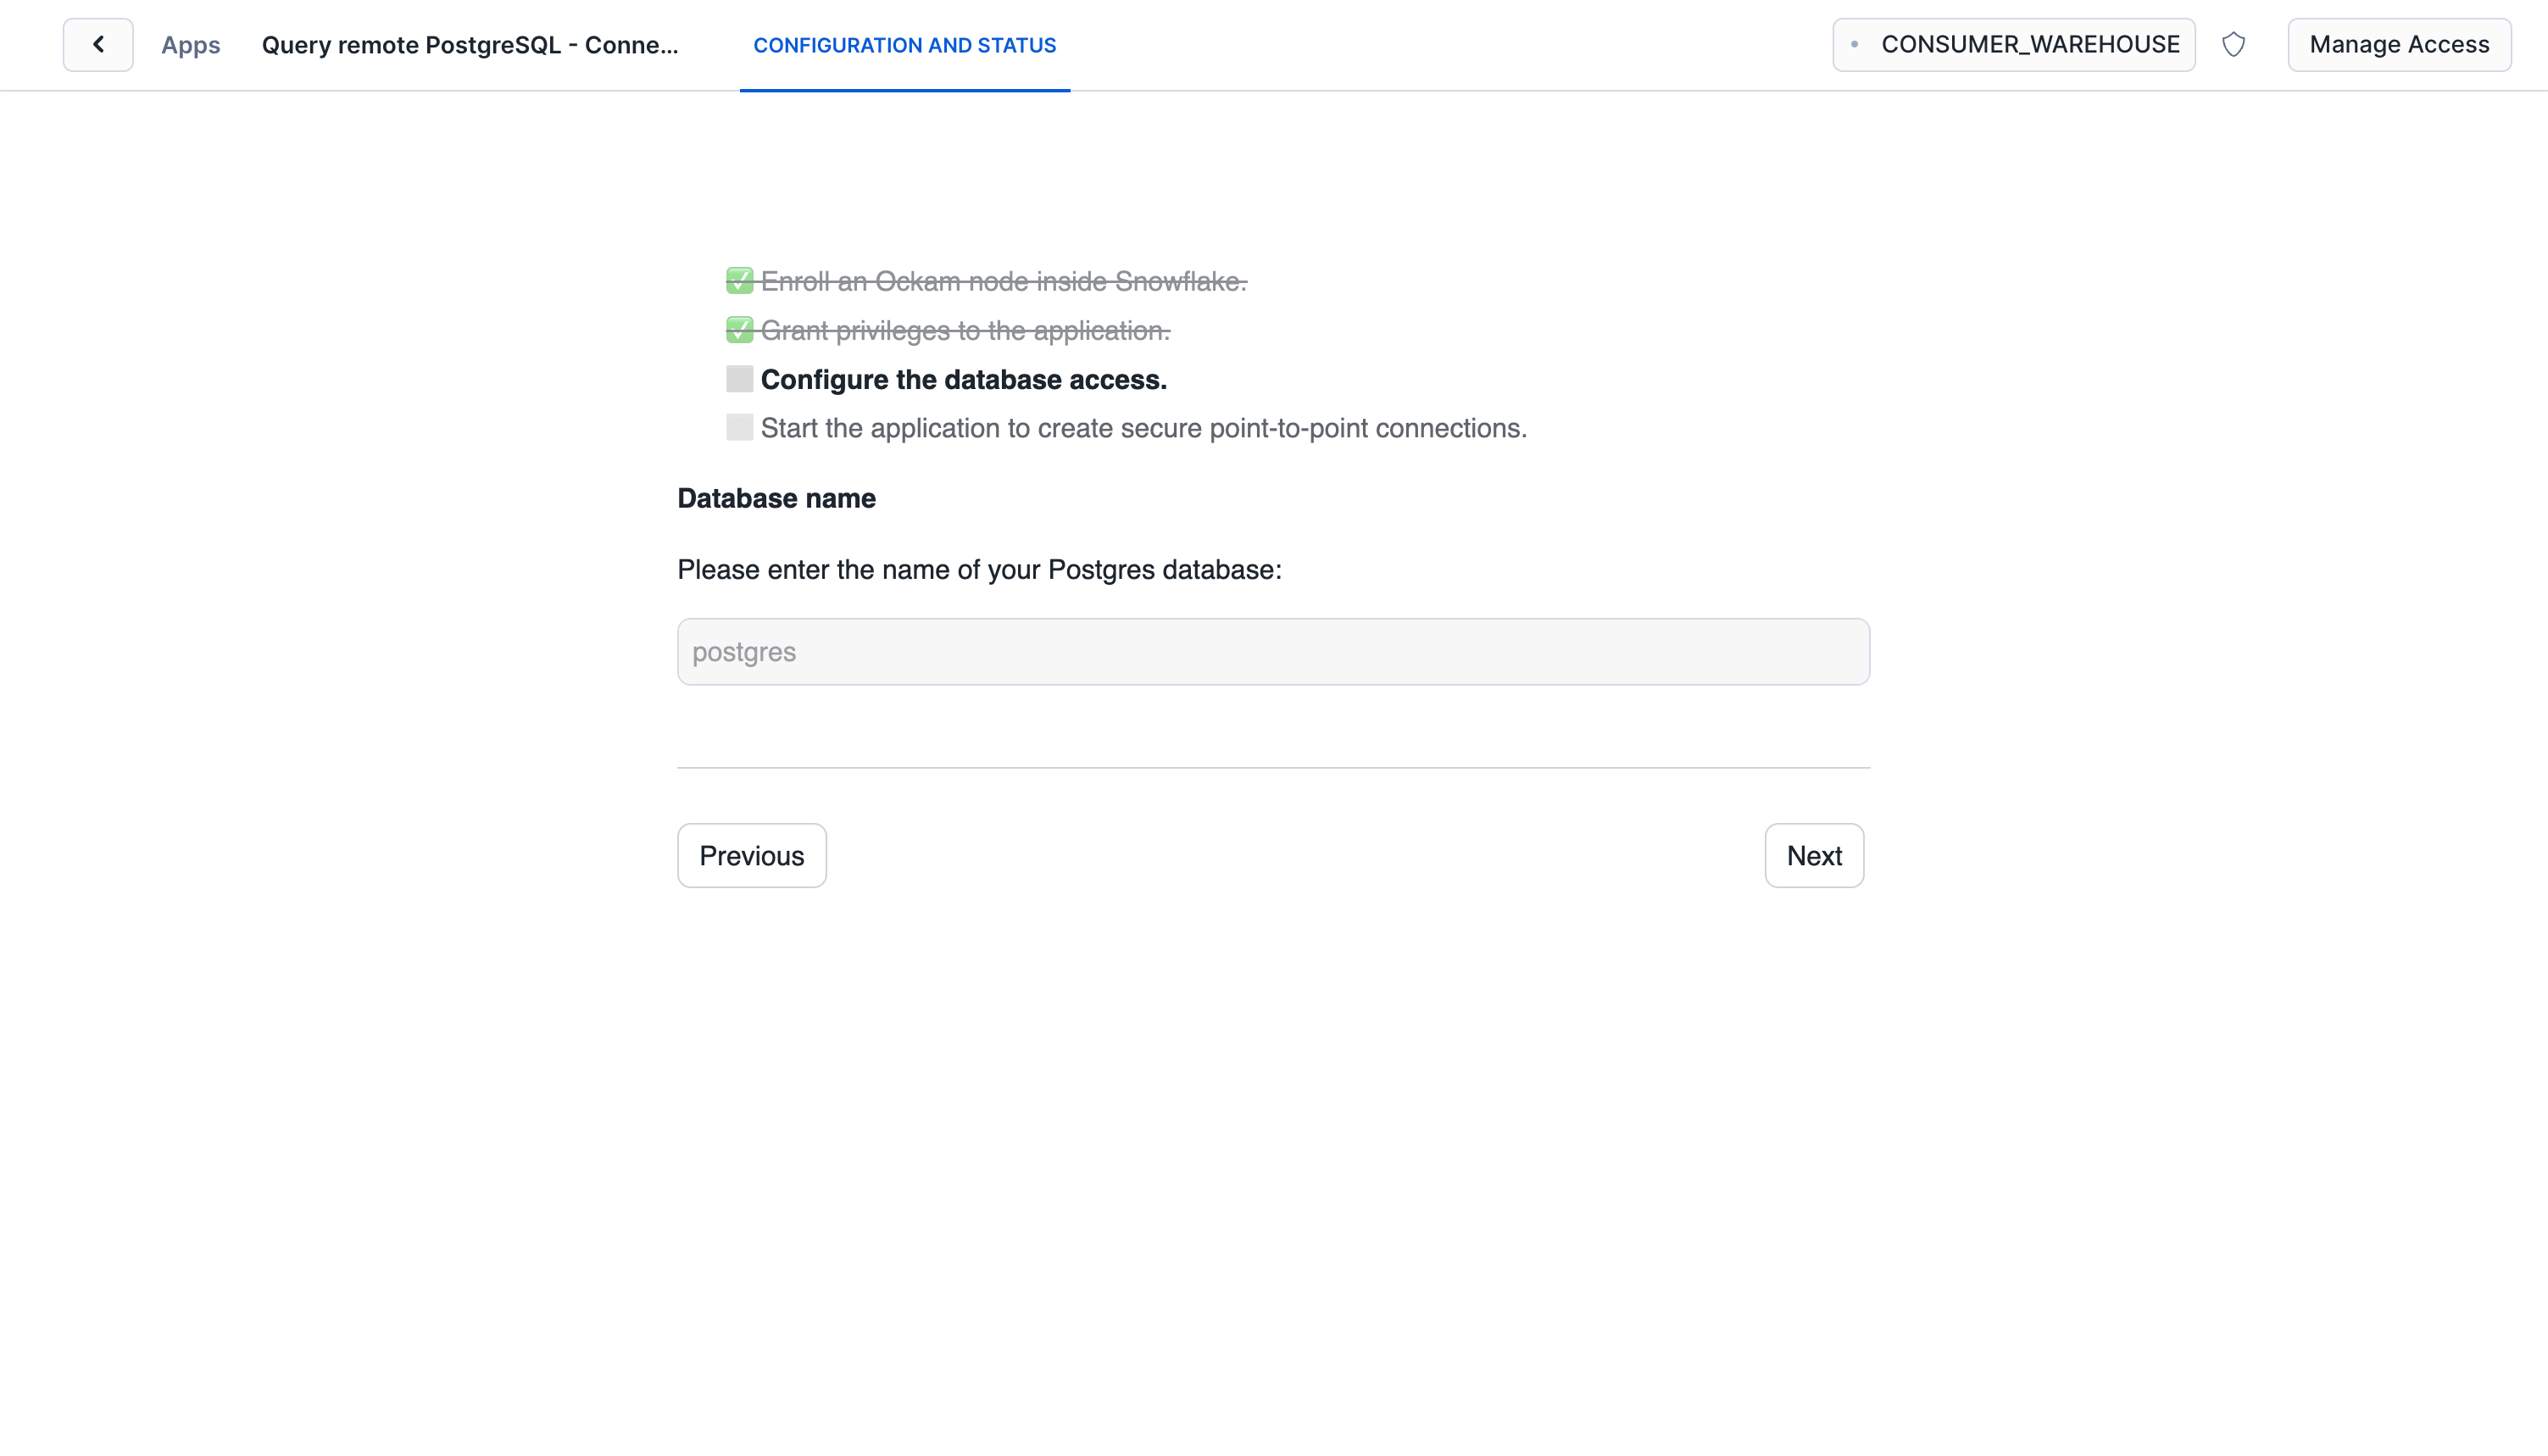 Apps
Query remote PostgreSQL - Conne...
CONFIGURATION AND STATUS
CONSUMER_WAREHOUSE
Manage Access
Enroll an Ockam node inside Snowflake.
Grant privileges to the application.
Configure the database access.
Start the application to create secure point-to-point connections.
Database name
Please enter the name of your Postgres database:
postgres
Previous
Next